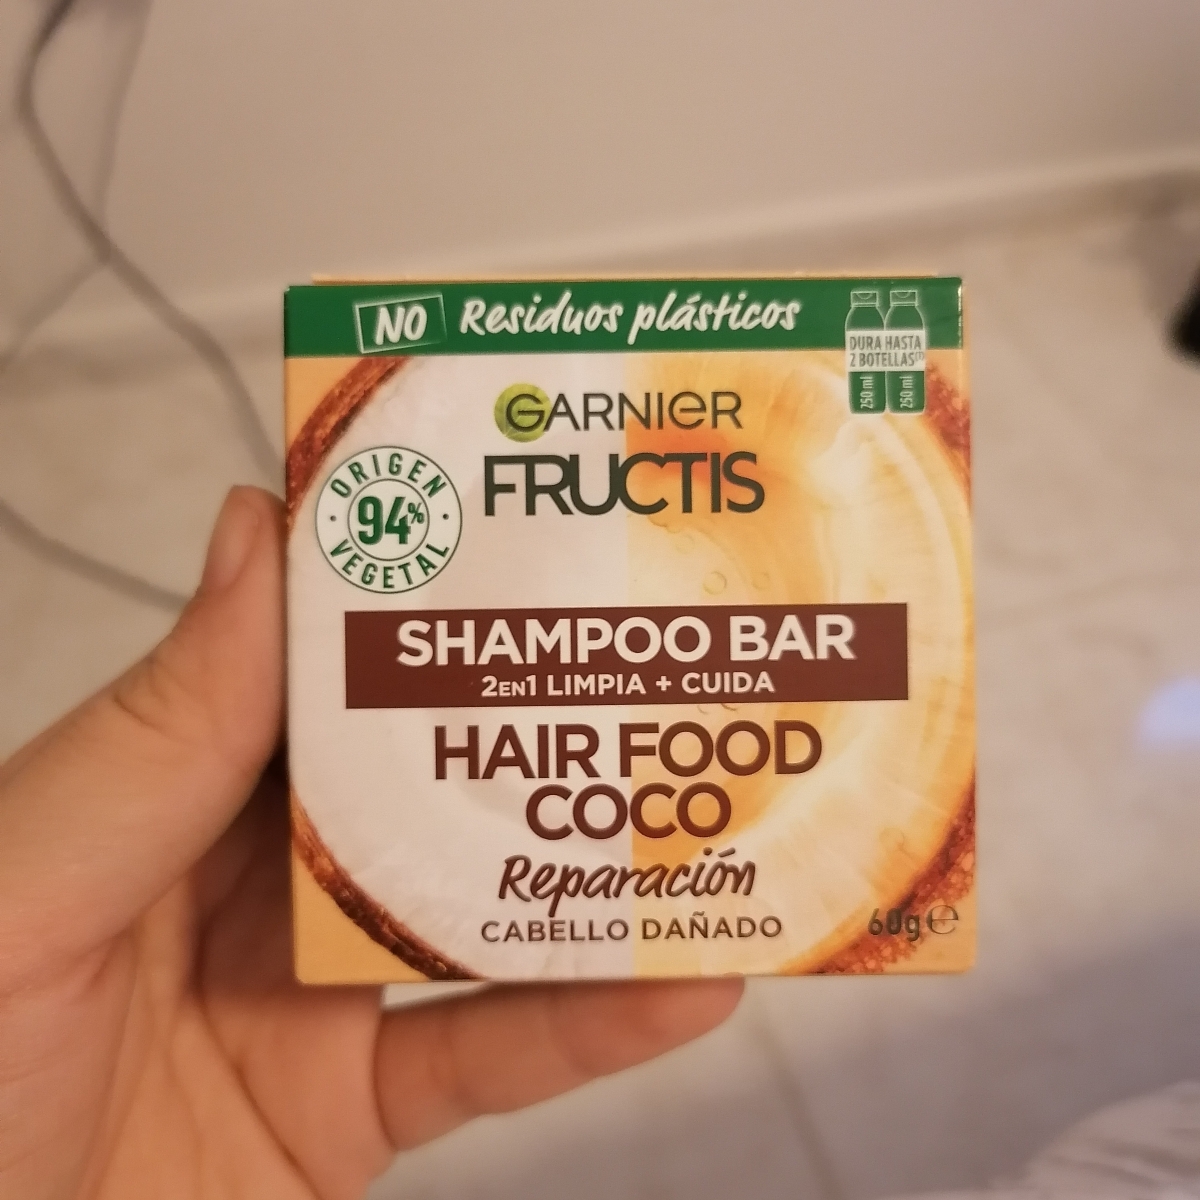 NO Residuos plásticos
DURA HASTA
2 BOTELLAS(1)
250 ml 250 ml
GARNIER
FRUCTIS
ORIGEN
94%
VEGETAL
SHAMPOO BAR
2EN1 LIMPIA + CUIDA
HAIR FOOD
COCO
Reparación
CABELLO DAÑADO
60g ℮